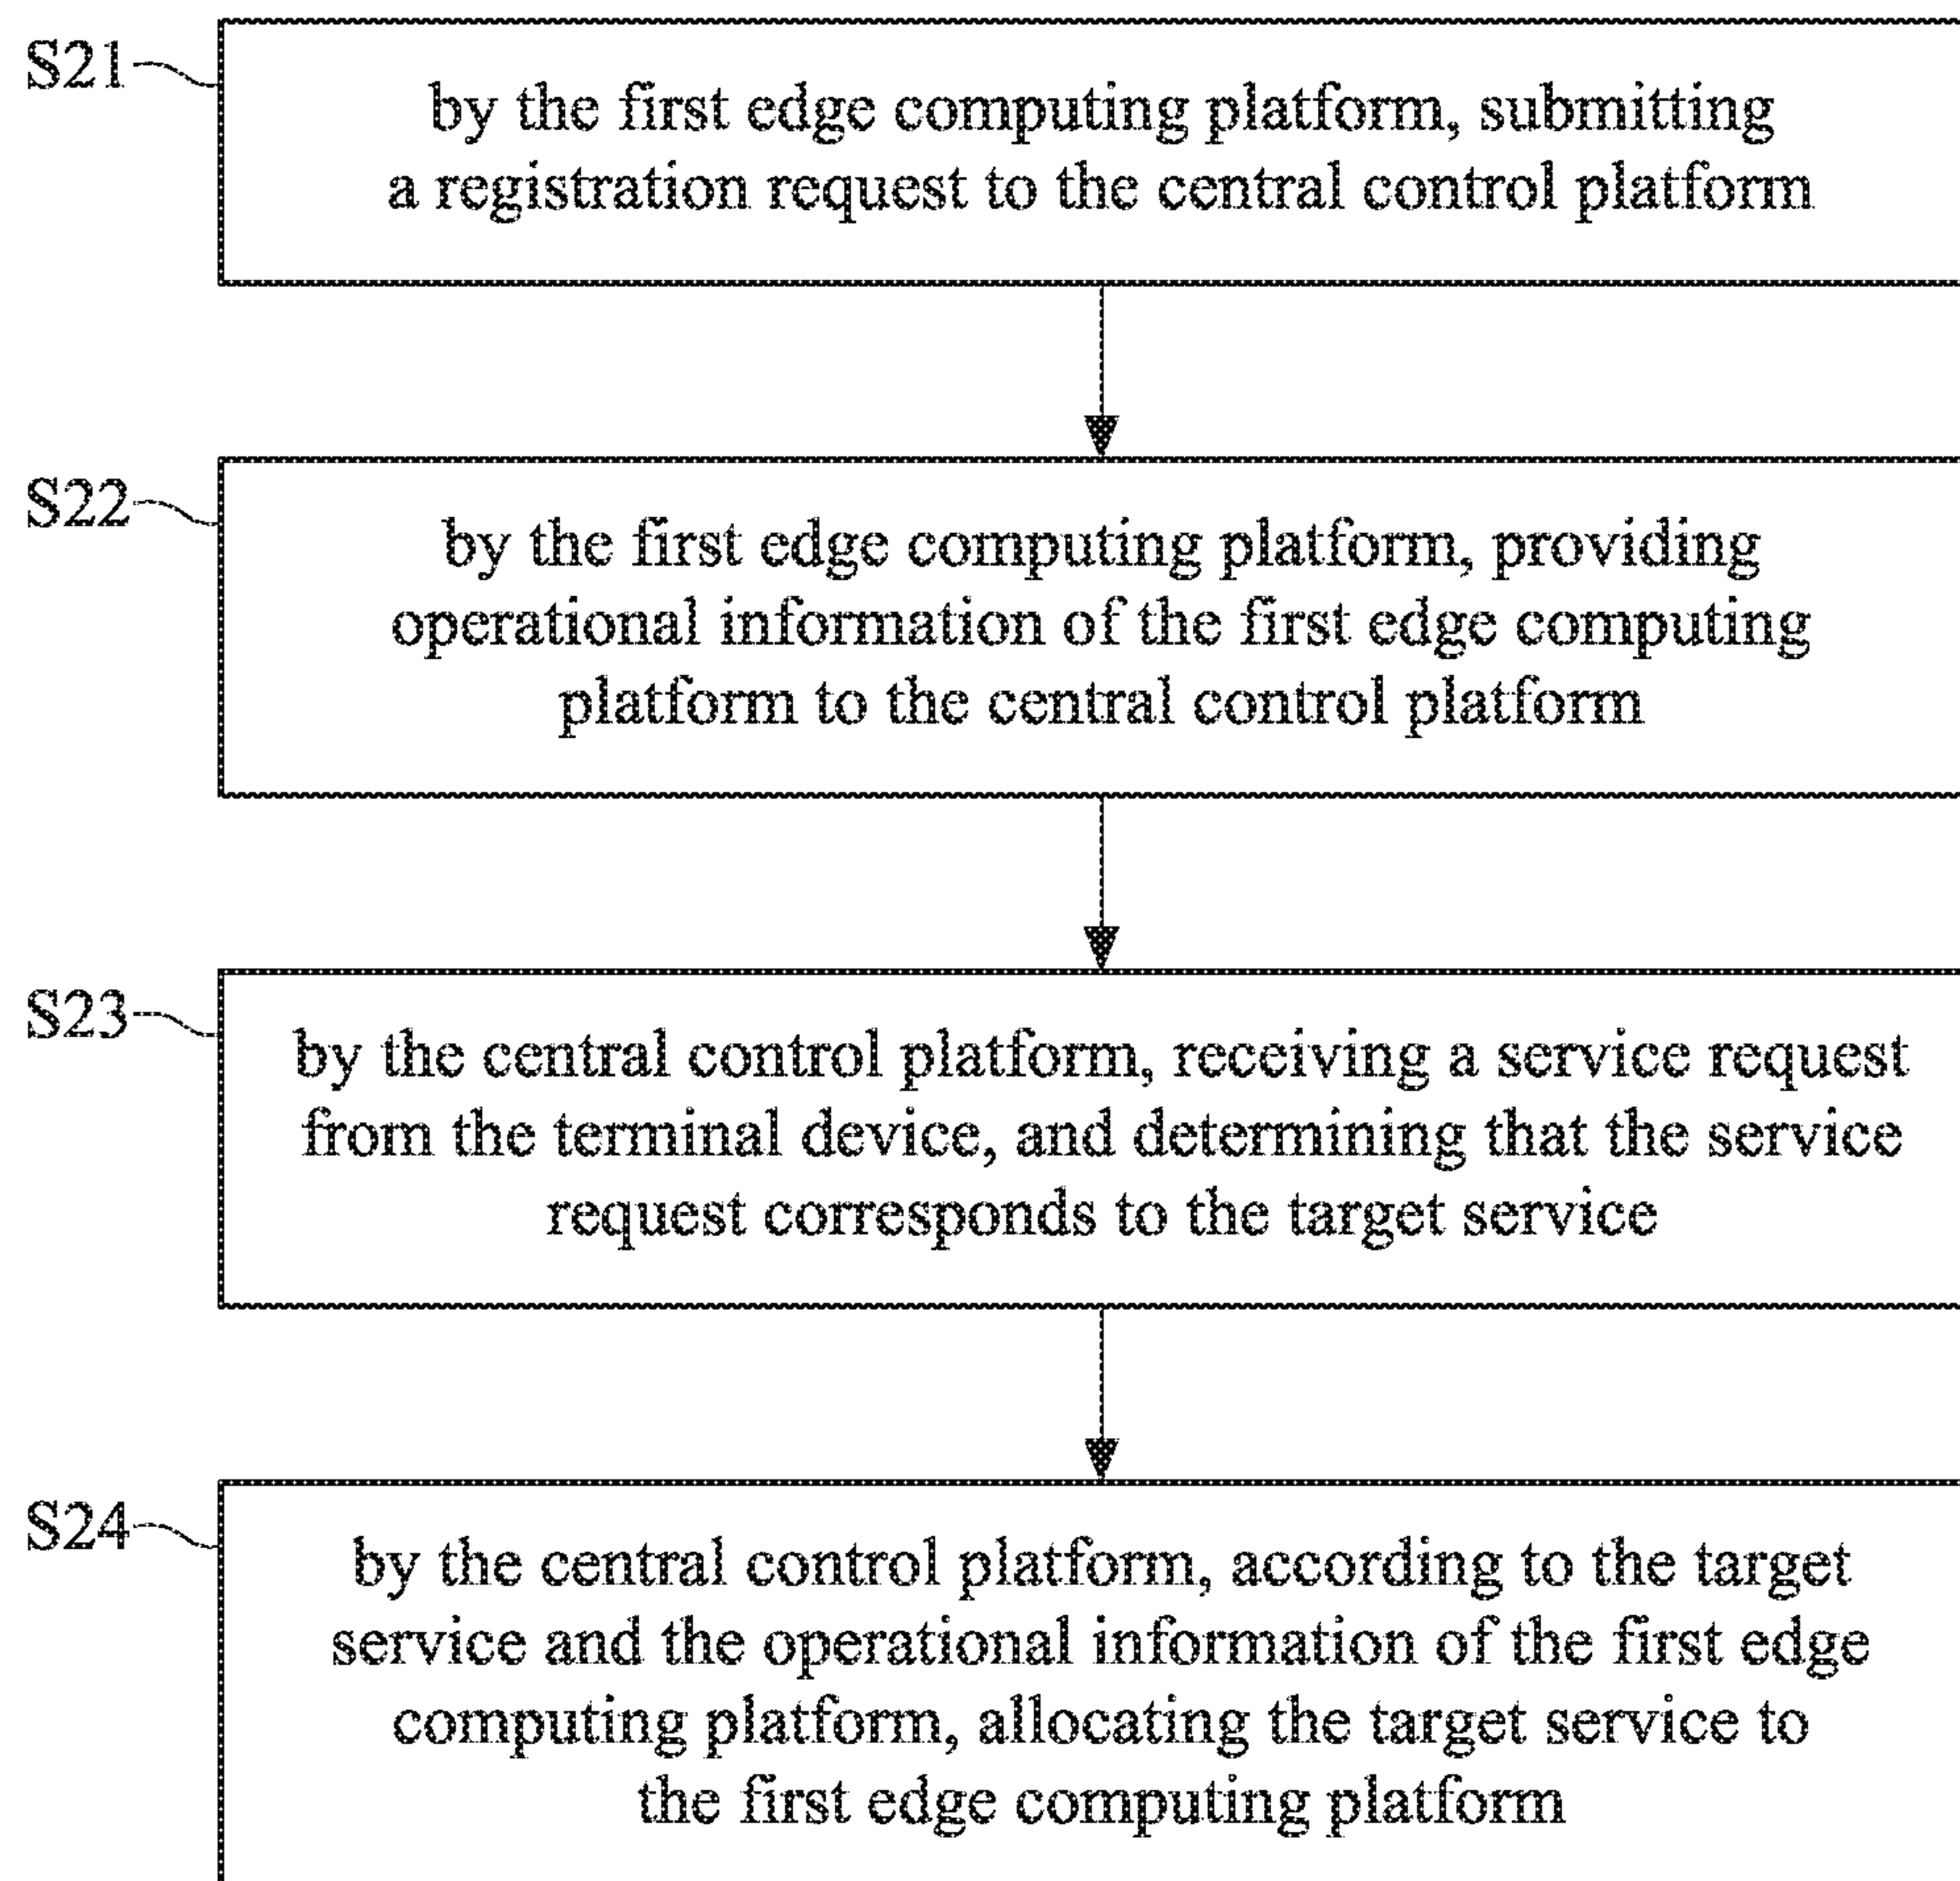 S21
by the first edge computing platform, submitting
a registration request to the central control platform
S22
by the first edge computing platform, providing
operational information of the first edge computing
platform to the central control platform
S23
by the central control platform, receiving a service request
from the terminal device, and determining that the service
request corresponds to the target service
S24
by the central control platform, according to the target
service and the operational information of the first edge
computing platform, allocating the target service to
the first edge computing platform